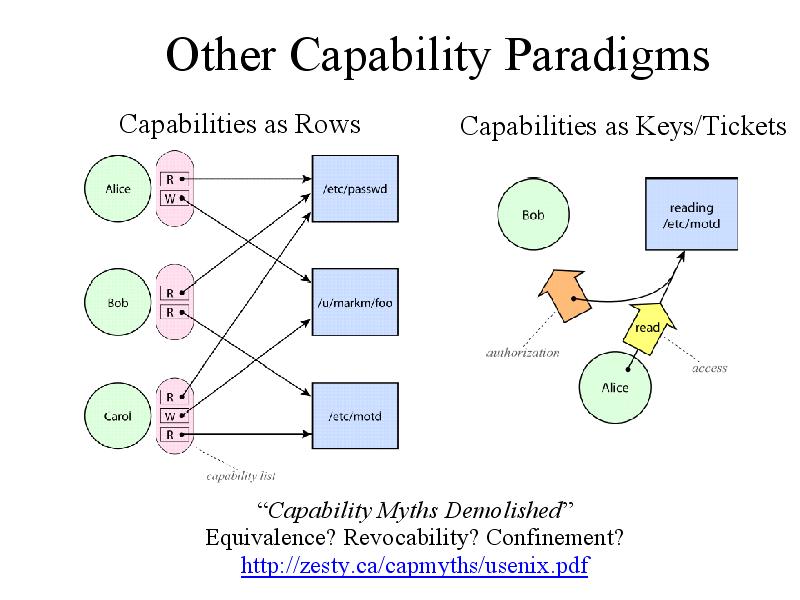 Other Capability Paradigms
Capabilities as Rows
Alice
R
W
/etc/passwd
Bob
R
R
/u/markm/foo
Carol
R
W
R
/etc/motd
capability list
Capabilities as Keys/Tickets
Bob
reading
/etc/motd
authorization
read
access
Alice
“Capability Myths Demolished”
Equivalence? Revocability? Confinement?
http://zesty.ca/capmyths/usenix.pdf